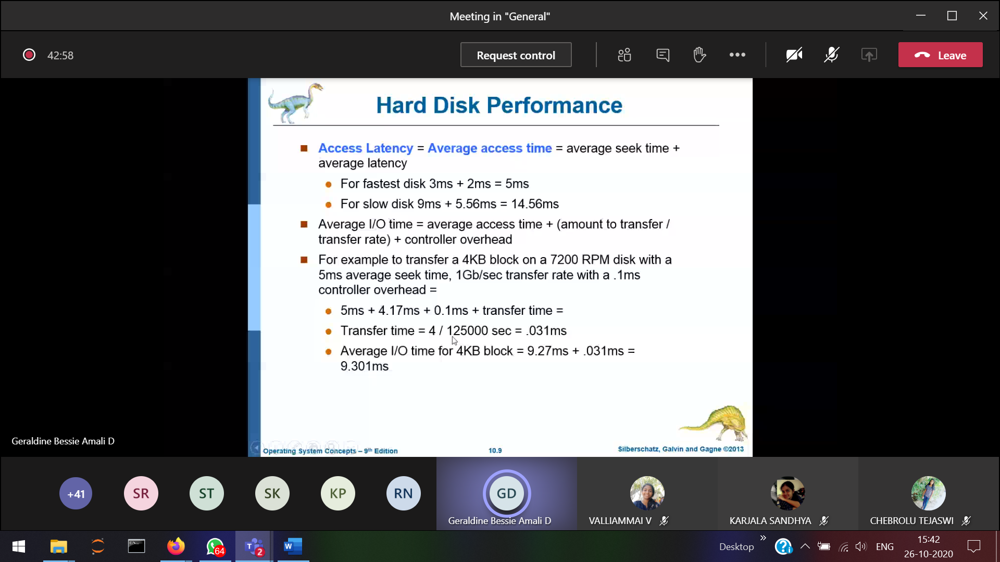 Meeting in "General"
42:58
Request control
Leave
Hard Disk Performance
Access Latency = Average access time = average seek time +
average latency
For fastest disk 3ms + 2ms = 5ms
For slow disk 9ms + 5.56ms = 14.56ms
Average I/O time = average access time + (amount to transfer /
transfer rate) + controller overhead
For example to transfer a 4KB block on a 7200 RPM disk with a
5ms average seek time, 1Gb/sec transfer rate with a .1ms
controller overhead =
5ms + 4.17ms + 0.1ms + transfer time =
Transfer time = 4 / 125000 sec = .031ms
Average I/O time for 4KB block = 9.27ms + .031ms =
9.301ms
Geraldine Bessie Amali D
Operating System Concepts – 9th Edition
10.9
Silberschatz, Galvin and Gagne ©2013
+41
SR
ST
SK
KP
RN
GD
Geraldine Bessie Amali D
VALLIAMMAI V
KARJALA SANDHYA
CHEBROLU TEJASWI
64
T
2
W
Desktop
ENG
15:42
26-10-2020